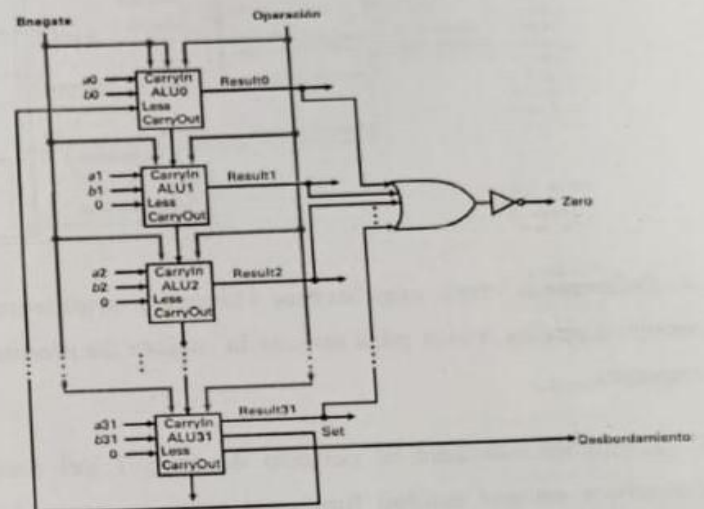 Bnegate Operación
a0 CarryIn Result0
b0 ALU0
Less
CarryOut
a1 CarryIn Result1
b1 ALU1
0 Less
CarryOut
Zero
a2 CarryIn Result2
b2 ALU2
0 Less
CarryOut
a31 CarryIn Result31
b31 ALU31 Set
0 Less Desbordamiento
CarryOut